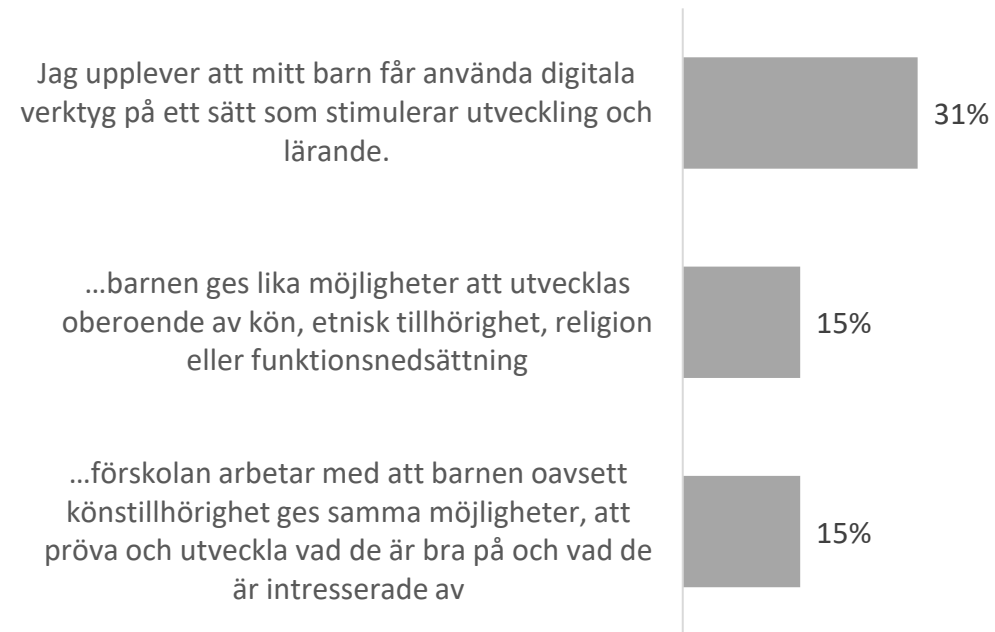 Jag upplever att mitt barn får använda digitala
verktyg på ett sätt som stimulerar utveckling och
lärande.
31%
...barnen ges lika möjligheter att utvecklas
oberoende av kön, etnisk tillhörighet, religion
eller funktionsnedsättning
15%
...förskolan arbetar med att barnen oavsett
könstillhörighet ges samma möjligheter, att
pröva och utveckla vad de är bra på och vad de
är intresserade av
15%